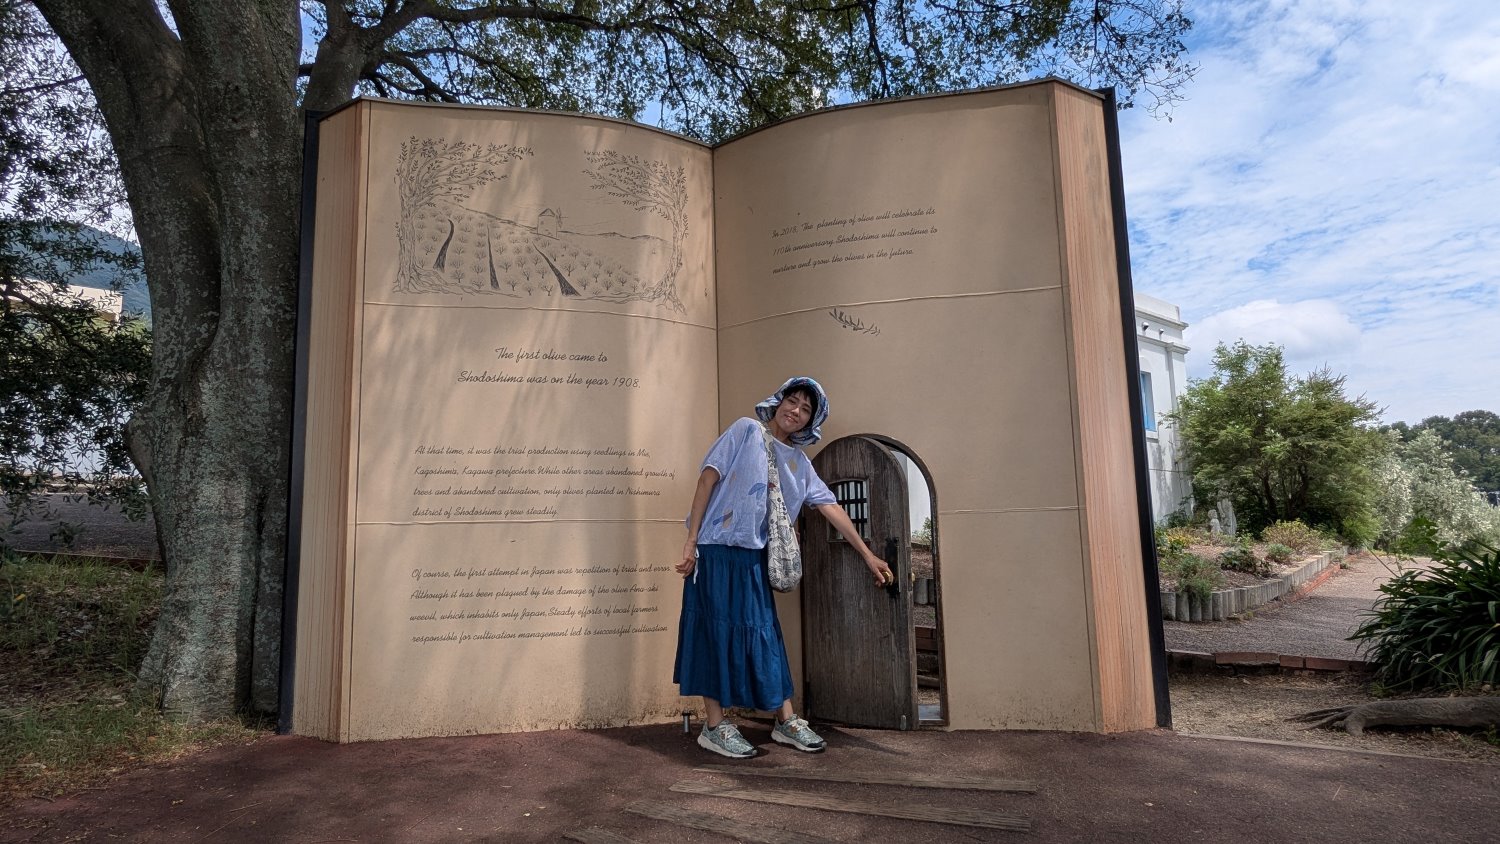 The first olive came to
Shodoshima was on the year 1908.
At that time, it was the trial production using seedlings in Mie,
Kagoshima, Kagawa prefecture. While other areas abandoned growth of
trees and abandoned cultivation, only olives planted in Nishimura
district of Shodoshima grew steadily.
Of course, the first attempt in Japan was repetition of trial and error.
Although it has been plagued by the damage of the olive Ana-aki
weevil, which inhabits only Japan, Steady efforts of local farmers
responsible for cultivation management led to successful cultivation
In 2018, The planting of olive will celebrate its
110th anniversary. Shodoshima will continue to
nurture and grow the olives in the future.